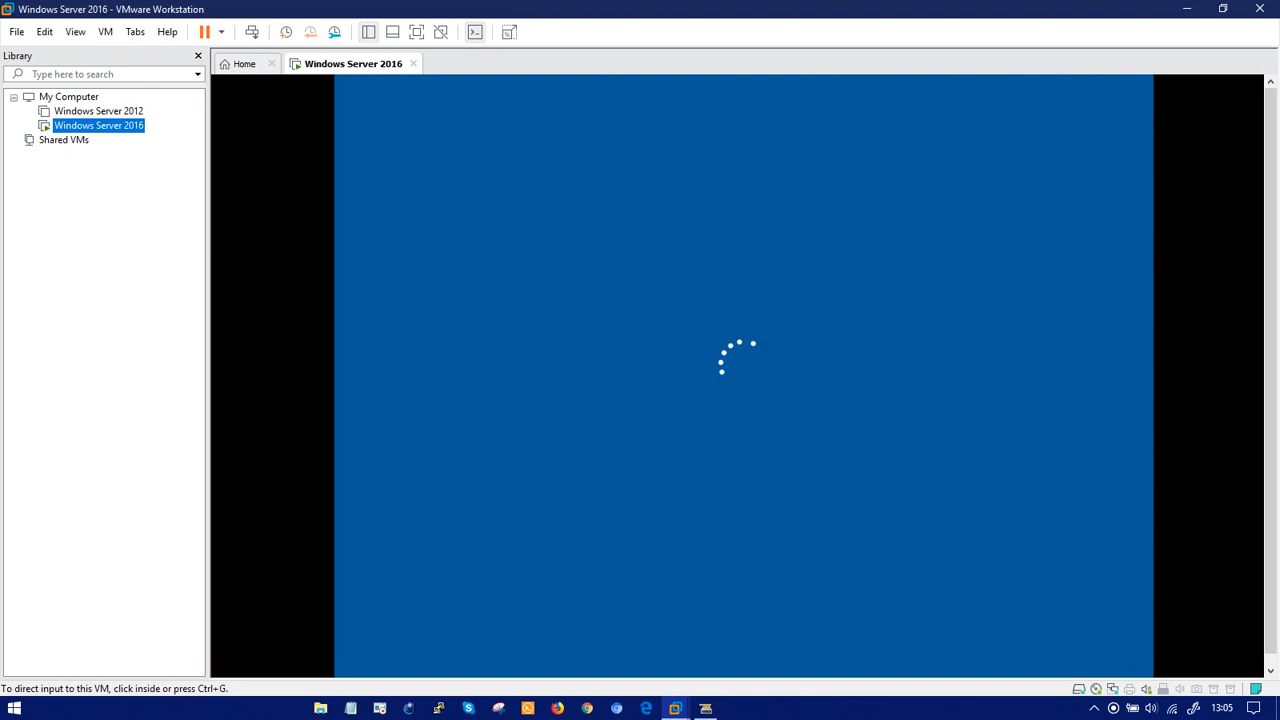 Windows Server 2016 - VMware Workstation
File Edit View VM Tabs Help
Library
Type here to search
Home
Windows Server 2016
My Computer
Windows Server 2012
Windows Server 2016
Shared VMs
To direct input to this VM, click inside or press Ctrl+G.
13:05